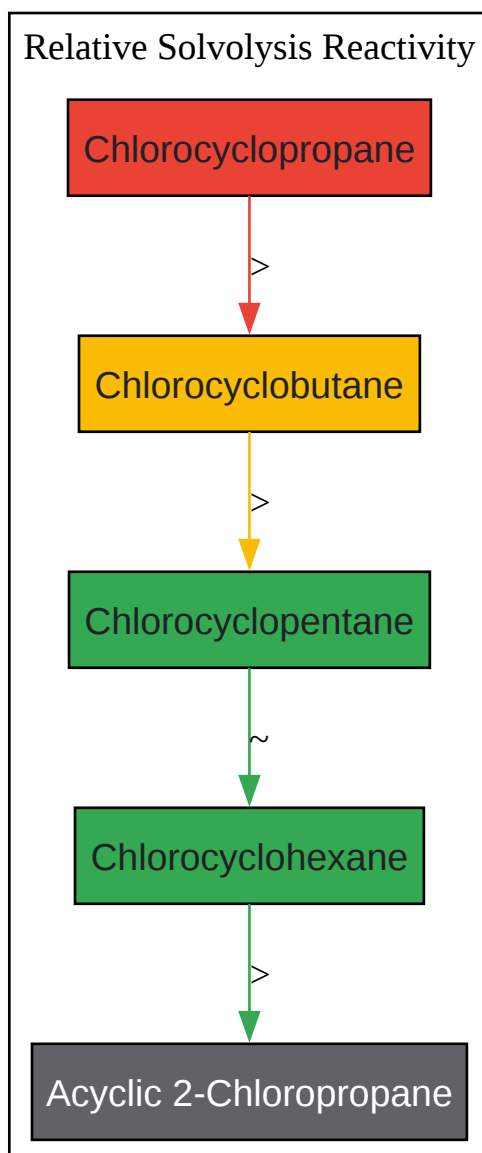 Relative Solvolysis Reactivity
Chlorocyclopropane
>
Chlorocyclobutane
>
Chlorocyclopentane
~
Chlorocyclohexane
>
Acyclic 2-Chloropropane